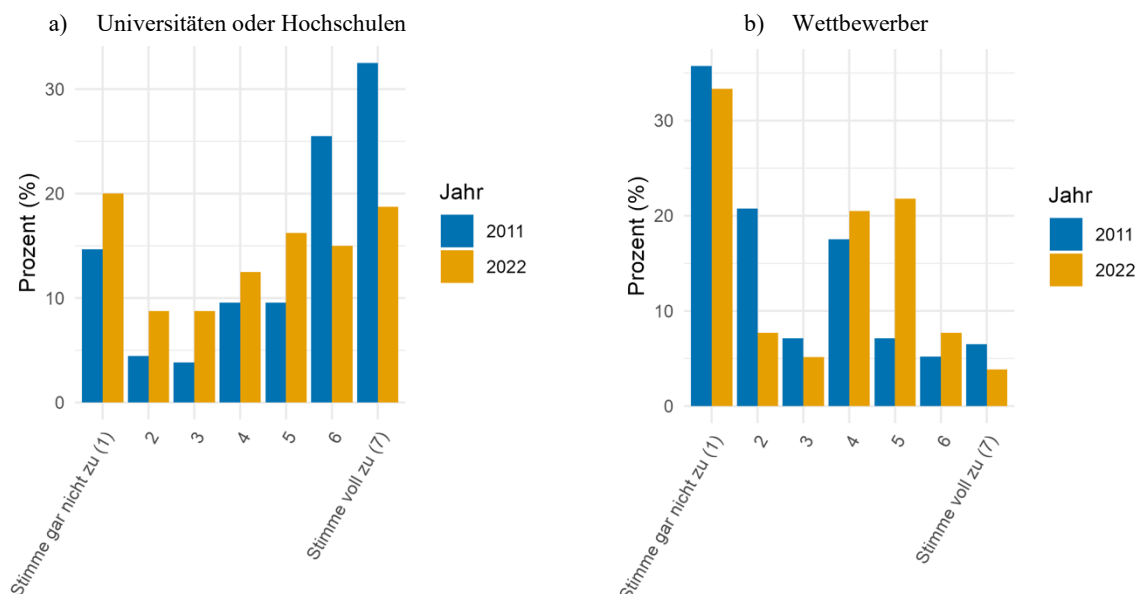 a) Universitäten oder Hochschulen
Prozent (%)
30
20
10
0
Stimme gar nicht zu (1)
2
3
4
5
6
Stimme voll zu (7)
Jahr
2011
2022
b) Wettbewerber
Prozent (%)
30
20
10
0
Stimme gar nicht zu (1)
2
3
4
5
6
Stimme voll zu (7)
Jahr
2011
2022